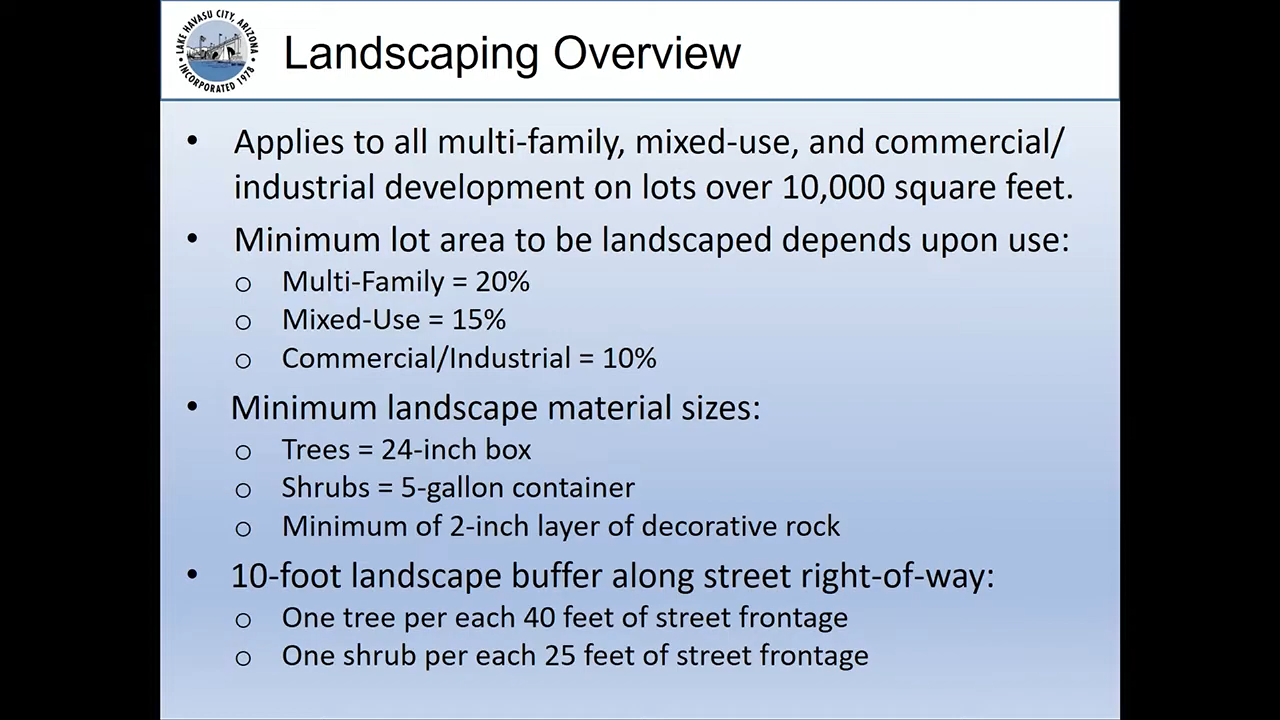 LAKE HAVASU CITY, ARIZONA
• INCORPORATED 1978 •
Landscaping Overview
• Applies to all multi-family, mixed-use, and commercial/
industrial development on lots over 10,000 square feet.
• Minimum lot area to be landscaped depends upon use:
o Multi-Family = 20%
o Mixed-Use = 15%
o Commercial/Industrial = 10%
• Minimum landscape material sizes:
o Trees = 24-inch box
o Shrubs = 5-gallon container
o Minimum of 2-inch layer of decorative rock
• 10-foot landscape buffer along street right-of-way:
o One tree per each 40 feet of street frontage
o One shrub per each 25 feet of street frontage